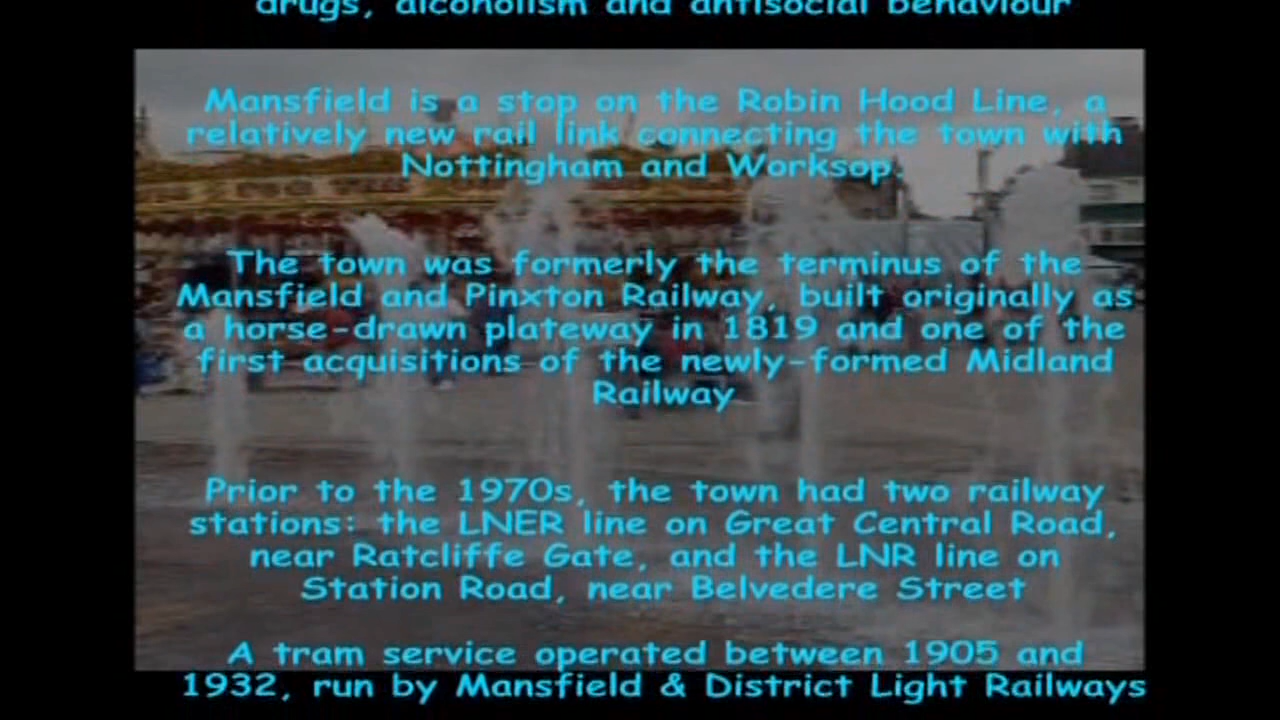 drugs, alcoholism and antisocial behaviour
Mansfield is a stop on the Robin Hood Line, a
relatively new rail link connecting the town with
Nottingham and Worksop.
The town was formerly the terminus of the
Mansfield and Pinxton Railway, built originally as
a horse-drawn plateway in 1819 and one of the
first acquisitions of the newly-formed Midland
Railway
Prior to the 1970s, the town had two railway
stations: the LNER line on Great Central Road,
near Ratcliffe Gate, and the LNR line on
Station Road, near Belvedere Street
A tram service operated between 1905 and
1932, run by Mansfield & District Light Railways